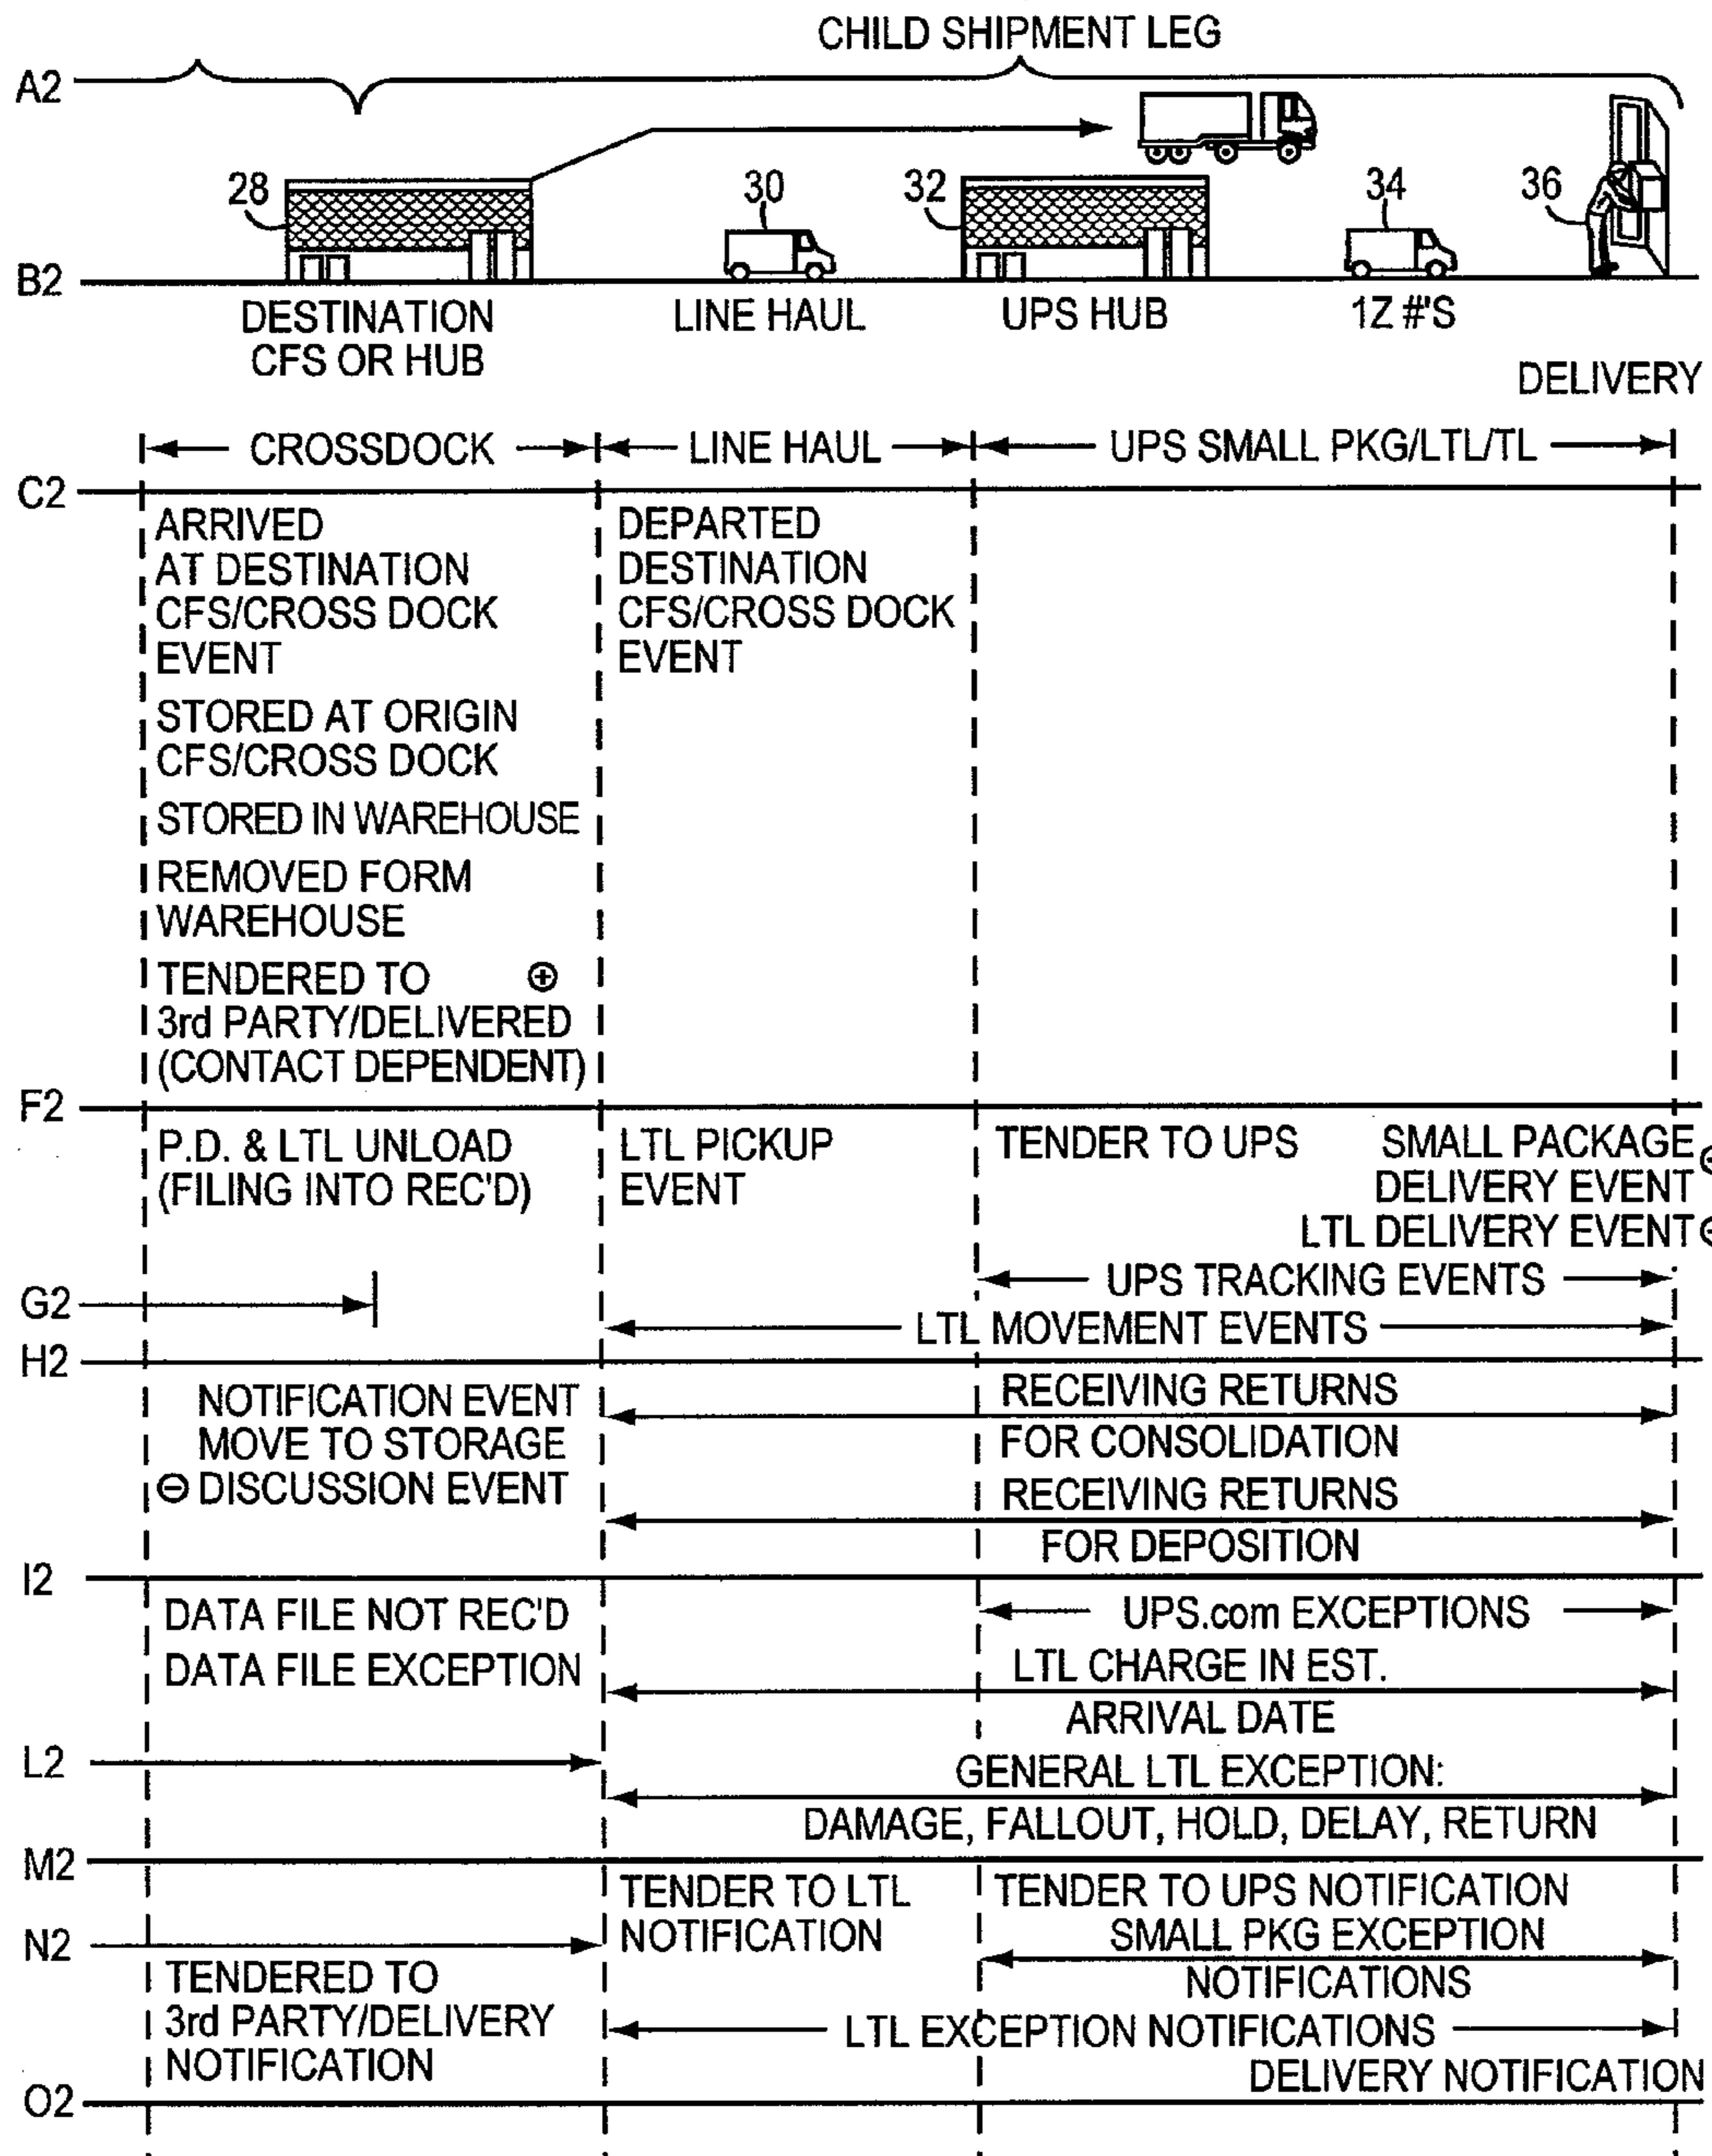 CHILD SHIPMENT LEG
A2
28
30
32
34
36
B2
DESTINATION
CFS OR HUB
LINE HAUL
UPS HUB
1Z #'S
DELIVERY
CROSSDOCK
LINE HAUL
UPS SMALL PKG/LTL/TL
C2
ARRIVED
AT DESTINATION
CFS/CROSS DOCK
EVENT
STORED AT ORIGIN
CFS/CROSS DOCK
STORED IN WAREHOUSE
REMOVED FORM
WAREHOUSE
TENDERED TO ⊕
3rd PARTY/DELIVERED
(CONTACT DEPENDENT)
DEPARTED
DESTINATION
CFS/CROSS DOCK
EVENT
F2
P.D. & LTL UNLOAD
(FILING INTO REC'D)
LTL PICKUP
EVENT
TENDER TO UPS
SMALL PACKAGE
DELIVERY EVENT
LTL DELIVERY EVENT
UPS TRACKING EVENTS
G2
LTL MOVEMENT EVENTS
H2
NOTIFICATION EVENT
MOVE TO STORAGE
⊖ DISCUSSION EVENT
RECEIVING RETURNS
FOR CONSOLIDATION
RECEIVING RETURNS
FOR DEPOSITION
I2
DATA FILE NOT REC'D
DATA FILE EXCEPTION
UPS.com EXCEPTIONS
LTL CHARGE IN EST.
ARRIVAL DATE
L2
GENERAL LTL EXCEPTION:
DAMAGE, FALLOUT, HOLD, DELAY, RETURN
M2
TENDER TO LTL
NOTIFICATION
TENDER TO UPS NOTIFICATION
SMALL PKG EXCEPTION
NOTIFICATIONS
N2
TENDERED TO
3rd PARTY/DELIVERY
NOTIFICATION
LTL EXCEPTION NOTIFICATIONS
DELIVERY NOTIFICATION
O2